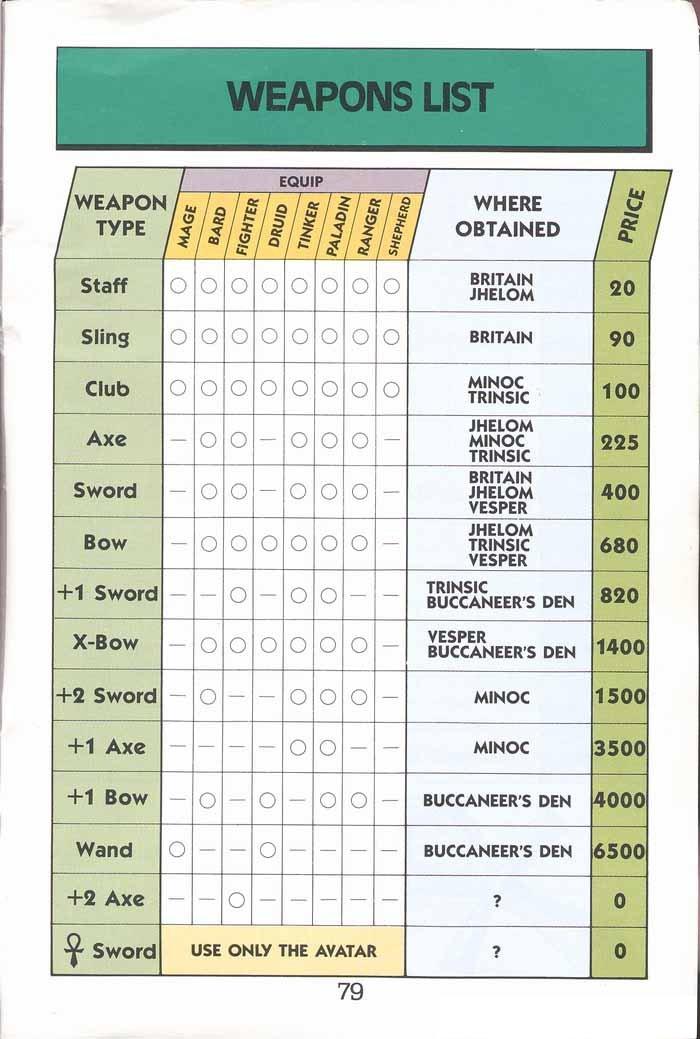 WEAPONS LIST
WEAPON TYPE
EQUIP
MAGE
BARD
FIGHTER
DRUID
TINKER
PALADIN
RANGER
SHEPHERD
WHERE OBTAINED
PRICE
Staff ○ ○ ○ ○ ○ ○ ○ ○ BRITAIN JHELOM 20
Sling ○ ○ ○ ○ ○ ○ ○ ○ BRITAIN 90
Club ○ ○ ○ ○ ○ ○ ○ ○ MINOC TRINSIC 100
Axe — ○ ○ — ○ ○ ○ — JHELOM MINOC TRINSIC 225
Sword — ○ ○ — ○ ○ ○ — BRITAIN JHELOM VESPER 400
Bow — ○ ○ ○ ○ ○ ○ — JHELOM TRINSIC VESPER 680
+1 Sword — — ○ — ○ ○ — — TRINSIC BUCCANEER'S DEN 820
X-Bow — ○ ○ ○ ○ ○ ○ — VESPER BUCCANEER'S DEN 1400
+2 Sword — ○ — — ○ ○ ○ — MINOC 1500
+1 Axe — — — — ○ ○ — — MINOC 3500
+1 Bow — ○ — ○ — ○ ○ — BUCCANEER'S DEN 4000
Wand ○ — — ○ — — — — BUCCANEER'S DEN 6500
+2 Axe — — ○ — — — — — ? 0
☥ Sword USE ONLY THE AVATAR ? 0
79